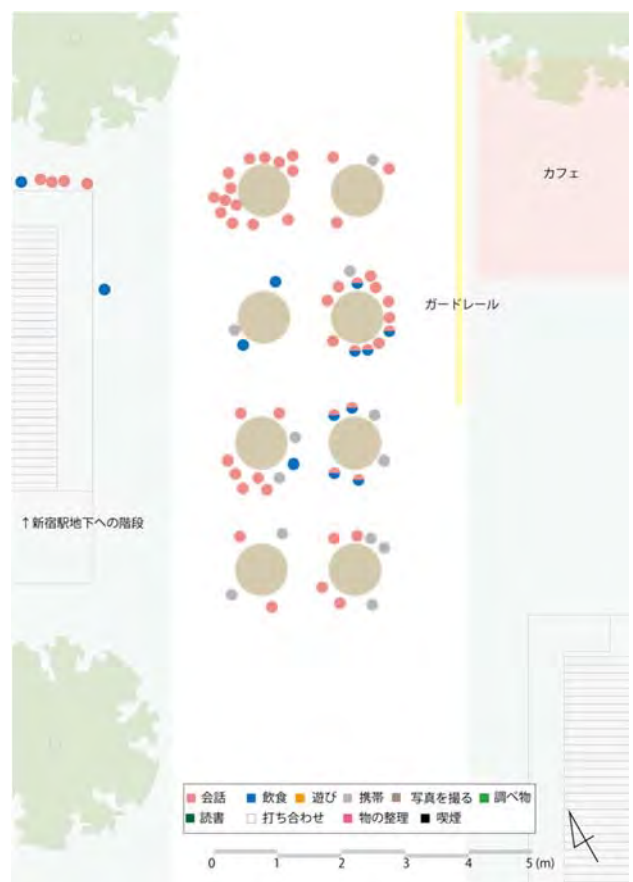 カフェ
ガードレール
↑新宿駅地下への階段
会話 飲食 遊び 携帯 写真を撮る 調べ物
読書 打ち合わせ 物の整理 喫煙
0 1 2 3 4 5 (m)